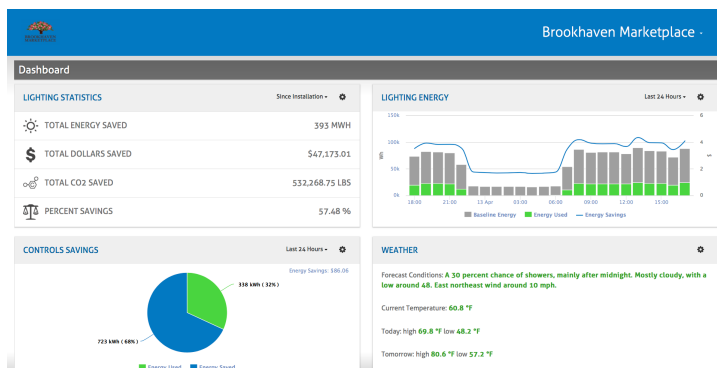 BROOKHAVEN
MARKETPLACE
Brookhaven Marketplace
Dashboard
LIGHTING STATISTICS
Since Installation
TOTAL ENERGY SAVED
393 MWH
TOTAL DOLLARS SAVED
$47,173.01
TOTAL CO2 SAVED
532,268.75 LBS
PERCENT SAVINGS
57.48 %
LIGHTING ENERGY
Last 24 Hours
150k
100k
50k
0k
Wh
6
4
2
0
$
18:00 21:00 13 Apr 03:00 06:00 09:00 12:00 15:00
Baseline Energy Energy Used Energy Savings
CONTROLS SAVINGS
Last 24 Hours
Energy Savings: $86.06
338 kWh ( 32%)
723 kWh ( 68%)
Energy Used Energy Saved
WEATHER
Forecast Conditions: A 30 percent chance of showers, mainly after midnight. Mostly cloudy, with a
low around 48. East northeast wind around 10 mph.
Current Temperature: 60.8 °F
Today: high 69.8 °F low 48.2 °F
Tomorrow: high 80.6 °F low 57.2 °F